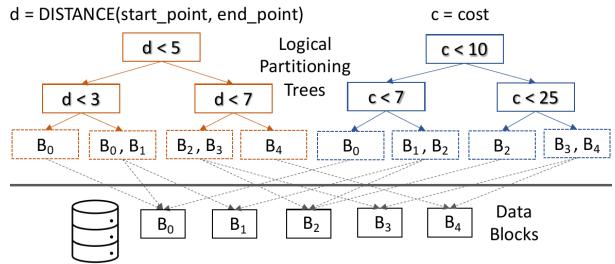 d = DISTANCE(start_point, end_point)
c = cost
d < 5
Logical
Partitioning
Trees
c < 10
d < 3
d < 7
c < 7
c < 25
B₀
B₀, B₁
B₂, B₃
B₄
B₀
B₁, B₂
B₂
B₃, B₄
B₀
B₁
B₂
B₃
B₄
Data
Blocks